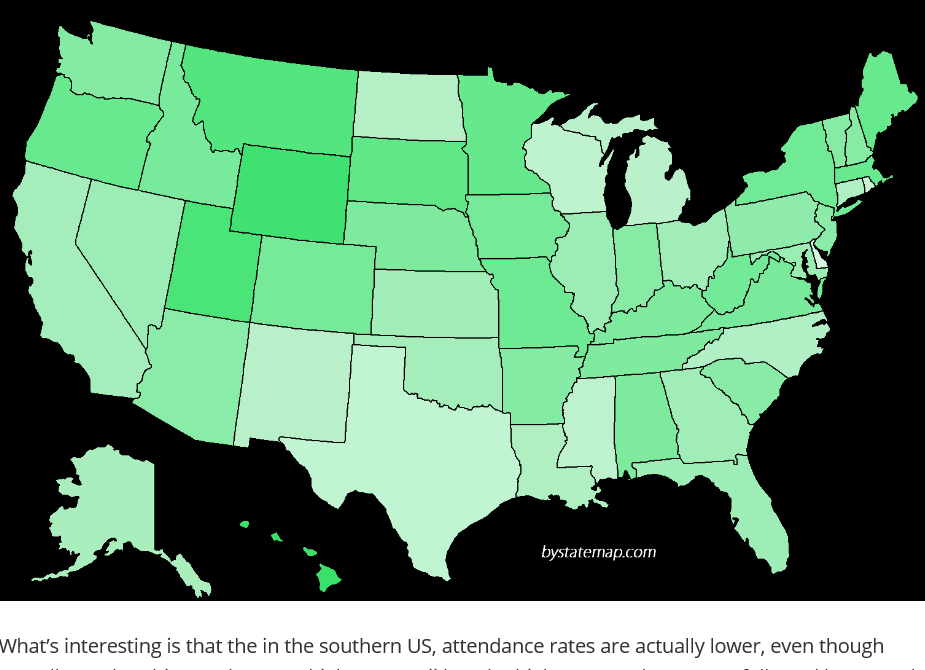 bystatemap.com
What's interesting is that the in the southern US, attendance rates are actually lower, even though